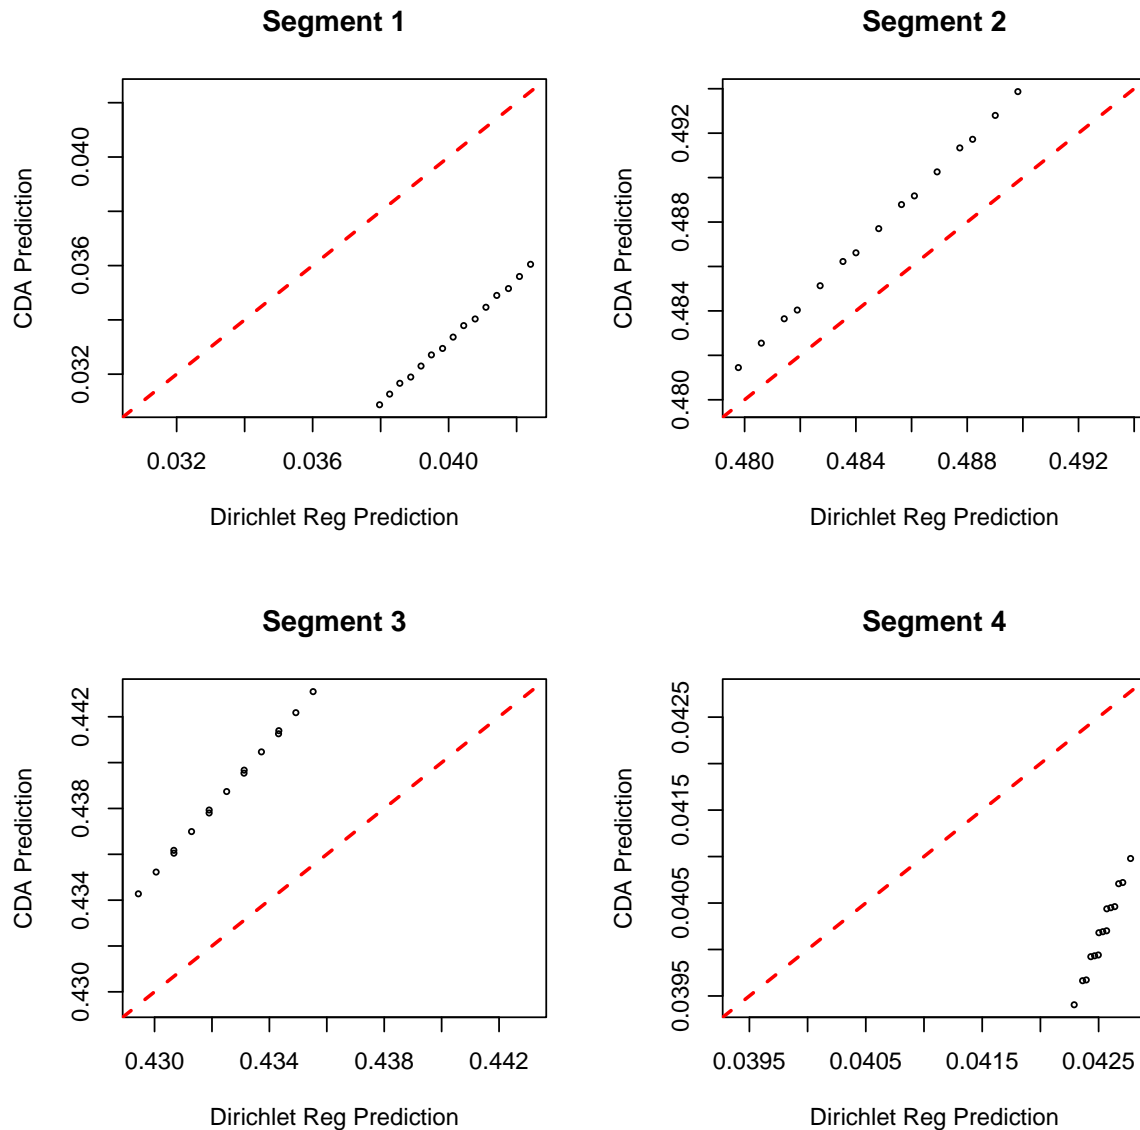 Segment 1
CDA Prediction
0.032 0.036 0.040
0.032 0.036 0.040
Dirichlet Reg Prediction
Segment 2
CDA Prediction
0.480 0.484 0.488 0.492
0.480 0.484 0.488 0.492
Dirichlet Reg Prediction
Segment 3
CDA Prediction
0.430 0.434 0.438 0.442
0.430 0.434 0.438 0.442
Dirichlet Reg Prediction
Segment 4
CDA Prediction
0.0395 0.0405 0.0415 0.0425
0.0395 0.0405 0.0415 0.0425
Dirichlet Reg Prediction